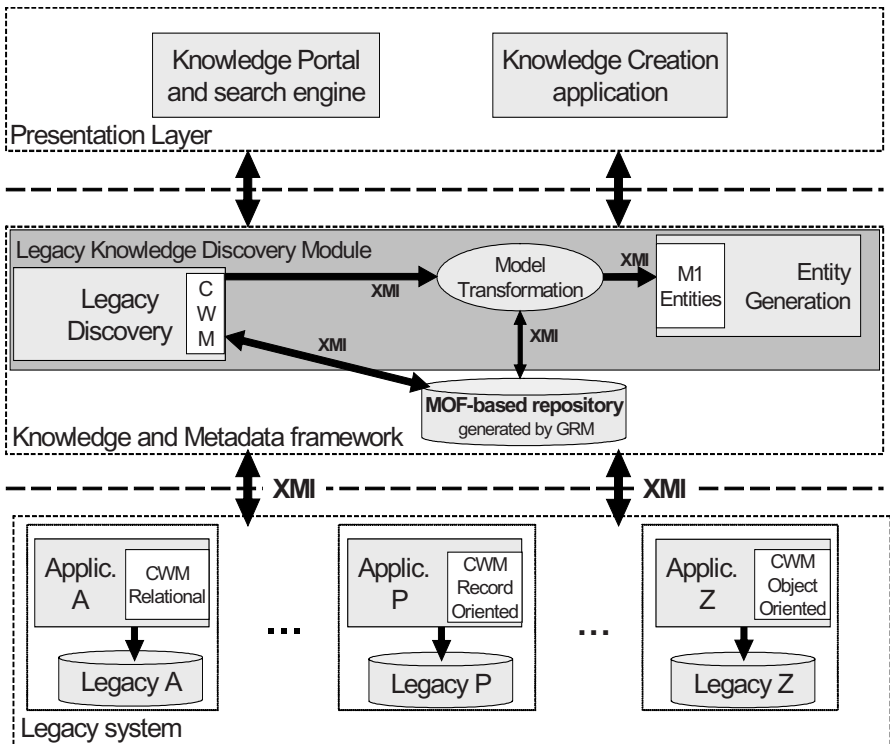 Knowledge Portal
and search engine
Knowledge Creation
application
Presentation Layer
Legacy Knowledge Discovery Module
Legacy
Discovery
C
W
M
XMI
Model
Transformation
XMI
M1
Entities
Entity
Generation
XMI
XMI
MOF-based repository
generated by GRM
Knowledge and Metadata framework
XMI
XMI
Applic.
A
CWM
Relational
Legacy A
...
Applic.
P
CWM
Record
Oriented
Legacy P
...
Applic.
Z
CWM
Object
Oriented
Legacy Z
Legacy system